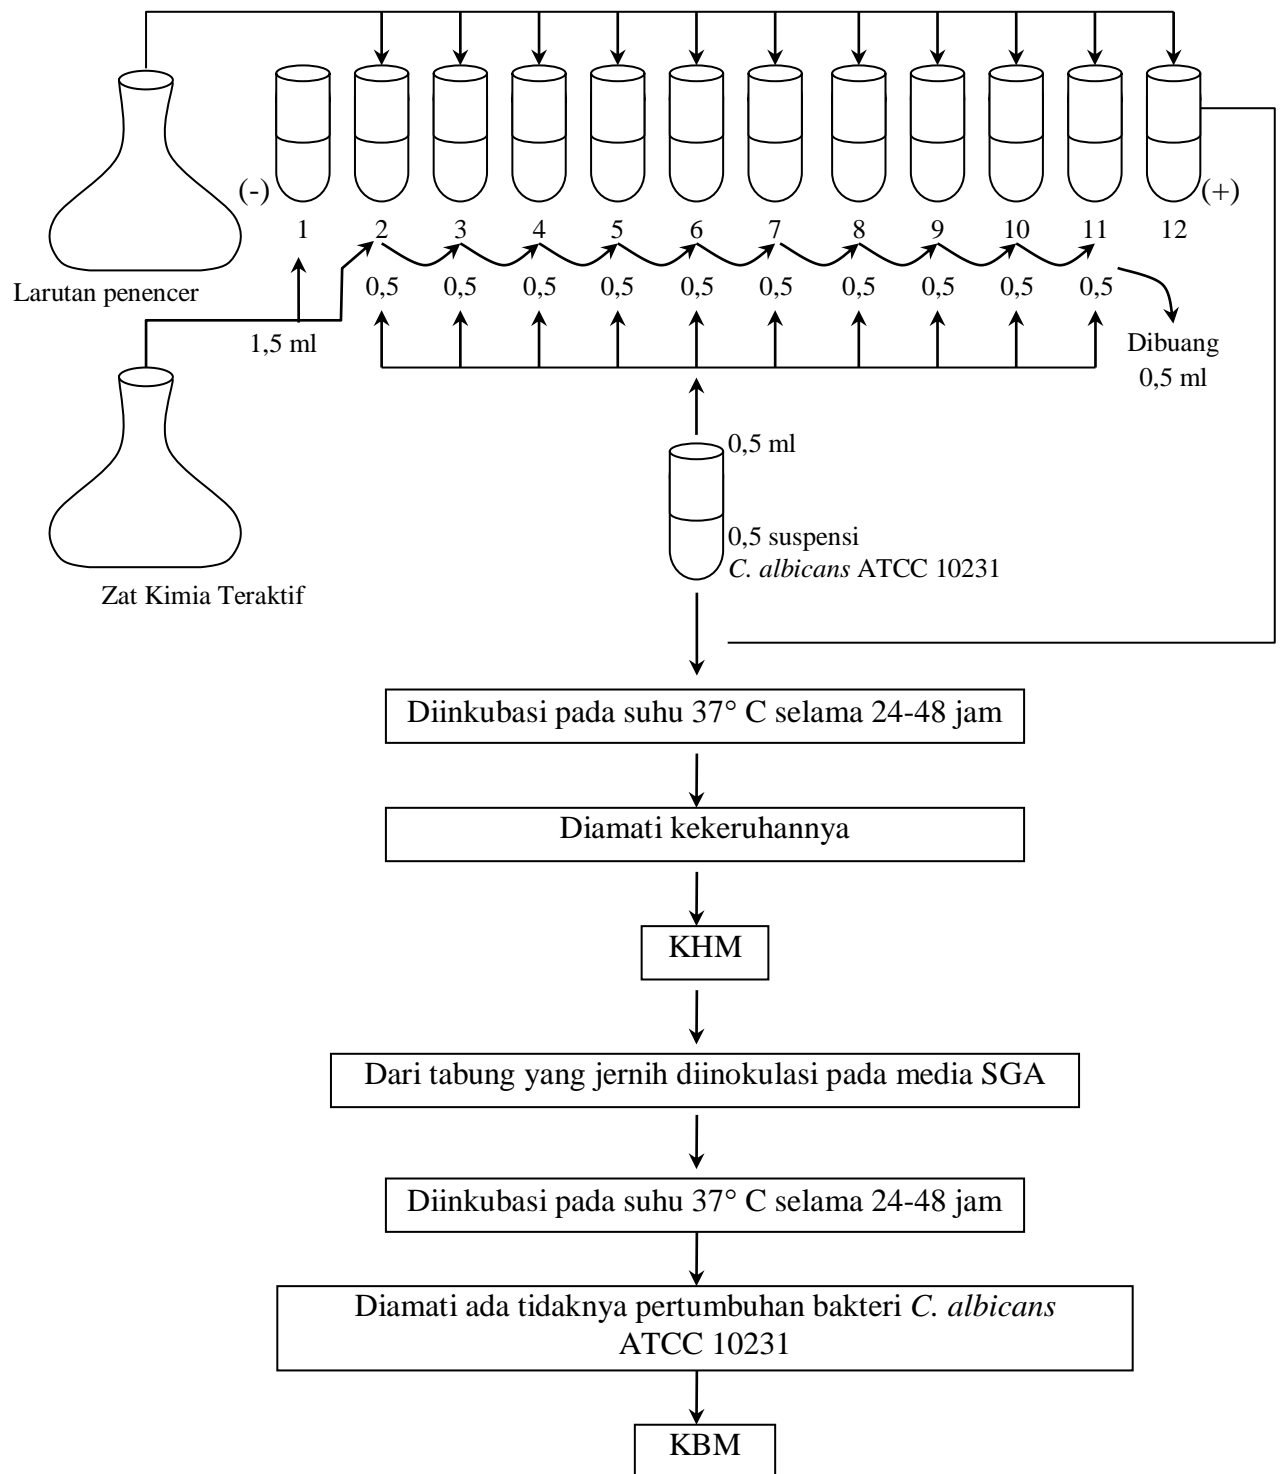 (-)
(+)
1 2 3 4 5 6 7 8 9 10 11 12
Larutan penencer
0,5 0,5 0,5 0,5 0,5 0,5 0,5 0,5 0,5 0,5
1,5 ml
Dibuang
0,5 ml
0,5 ml
0,5 suspensi
C. albicans ATCC 10231
Zat Kimia Teraktif
Diinkubasi pada suhu 37° C selama 24-48 jam
Diamati kekeruhannya
KHM
Dari tabung yang jernih diinokulasi pada media SGA
Diinkubasi pada suhu 37° C selama 24-48 jam
Diamati ada tidaknya pertumbuhan bakteri C. albicans
ATCC 10231
KBM